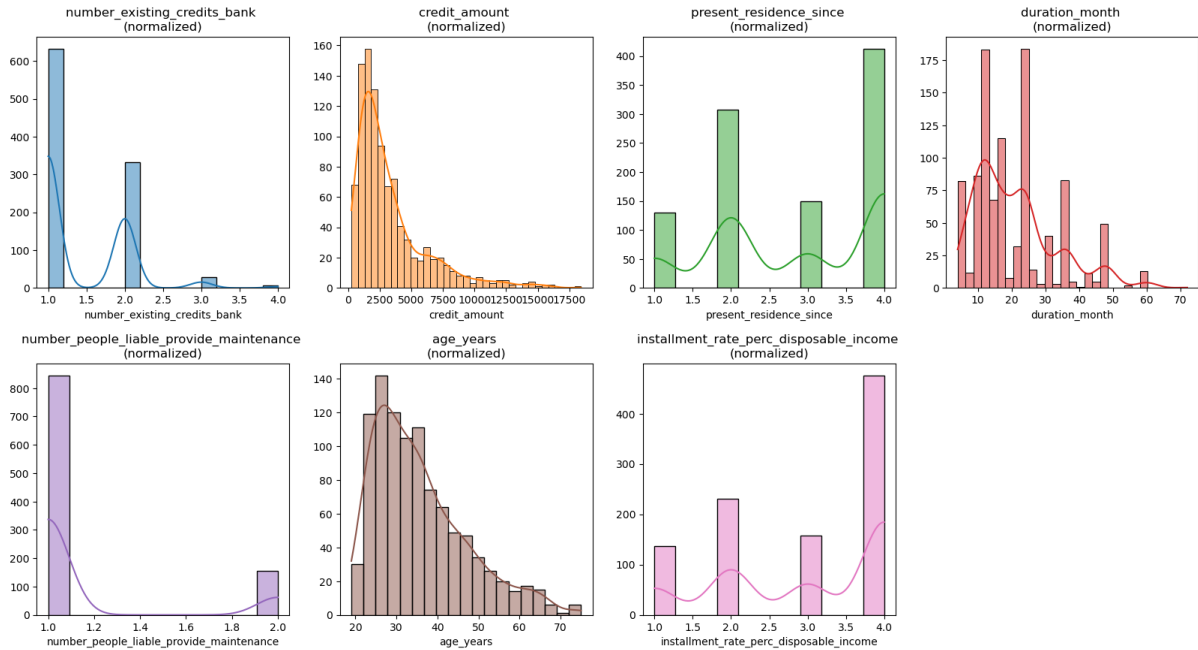 number_existing_credits_bank
(normalized)
600
500
400
300
200
100
0
1.0 1.5 2.0 2.5 3.0 3.5 4.0
number_existing_credits_bank
credit_amount
(normalized)
160
140
120
100
80
60
40
20
0
0 2500 5000 7500 10000 12500 15000 17500
credit_amount
present_residence_since
(normalized)
400
350
300
250
200
150
100
50
0
1.0 1.5 2.0 2.5 3.0 3.5 4.0
present_residence_since
duration_month
(normalized)
175
150
125
100
75
50
25
0
10 20 30 40 50 60 70
duration_month
number_people_liable_provide_maintenance
(normalized)
800
700
600
500
400
300
200
100
0
1.0 1.2 1.4 1.6 1.8 2.0
number_people_liable_provide_maintenance
age_years
(normalized)
140
120
100
80
60
40
20
0
20 30 40 50 60 70
age_years
installment_rate_perc_disposable_income
(normalized)
400
300
200
100
0
1.0 1.5 2.0 2.5 3.0 3.5 4.0
installment_rate_perc_disposable_income